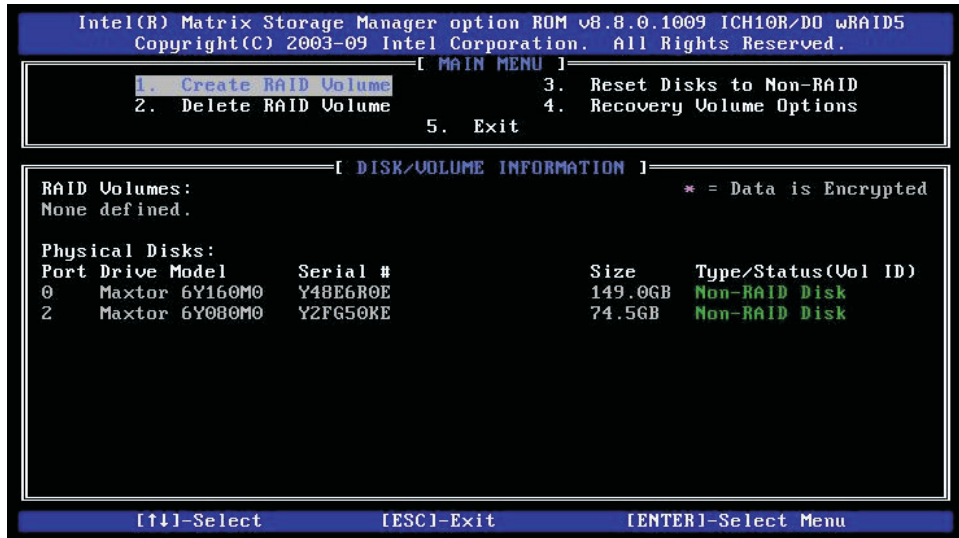 Intel(R) Matrix Storage Manager option ROM v8.8.0.1009 ICH10R/DO wRAID5
Copyright(C) 2003-09 Intel Corporation. All Rights Reserved.
[ MAIN MENU ]
1. Create RAID Volume 3. Reset Disks to Non-RAID
2. Delete RAID Volume 4. Recovery Volume Options
5. Exit
[ DISK/VOLUME INFORMATION ]
RAID Volumes: * = Data is Encrypted
None defined.
Physical Disks:
Port Drive Model Serial # Size Type/Status(Vol ID)
0 Maxtor 6Y160M0 Y48E6R0E 149.0GB Non-RAID Disk
2 Maxtor 6Y080M0 Y2FG50KE 74.5GB Non-RAID Disk
[↑↓]-Select [ESC]-Exit [ENTER]-Select Menu